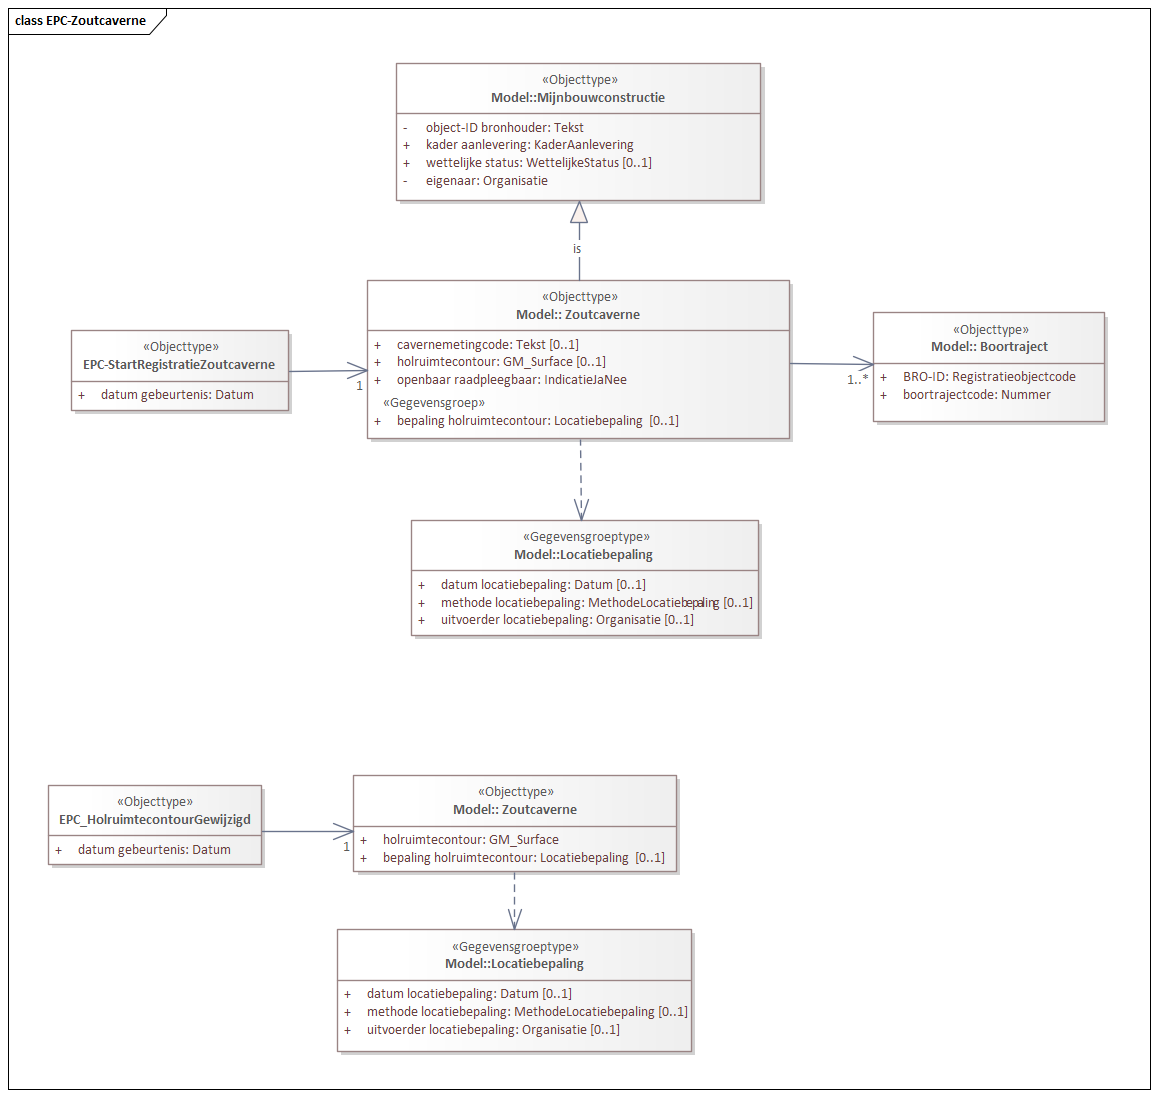 class EPC-Zoutcaverne
«Objecttype»
Model::Mijnbouwconstructie
- object-ID bronhouder: Tekst
+ kader aanlevering: KaderAanlevering
+ wettelijke status: WettelijkeStatus [0..1]
- eigenaar: Organisatie
is
«Objecttype»
EPC-StartRegistratieZoutcaverne
+ datum gebeurtenis: Datum
1
«Objecttype»
Model:: Zoutcaverne
+ cavernemetingcode: Tekst [0..1]
+ holruimtecontour: GM_Surface [0..1]
+ openbaar raadpleegbaar: IndicatieJaNee
«Gegevensgroep»
+ bepaling holruimtecontour: Locatiebepaling [0..1]
1..*
«Objecttype»
Model:: Boortraject
+ BRO-ID: Registratieobjectcode
+ boortrajectcode: Nummer
«Gegevensgroeptype»
Model::Locatiebepaling
+ datum locatiebepaling: Datum [0..1]
+ methode locatiebepaling: MethodeLocatiebepaling [0..1]
+ uitvoerder locatiebepaling: Organisatie [0..1]
«Objecttype»
EPC_HolruimtecontourGewijzigd
+ datum gebeurtenis: Datum
1
«Objecttype»
Model:: Zoutcaverne
+ holruimtecontour: GM_Surface
+ bepaling holruimtecontour: Locatiebepaling [0..1]
«Gegevensgroeptype»
Model::Locatiebepaling
+ datum locatiebepaling: Datum [0..1]
+ methode locatiebepaling: MethodeLocatiebepaling [0..1]
+ uitvoerder locatiebepaling: Organisatie [0..1]